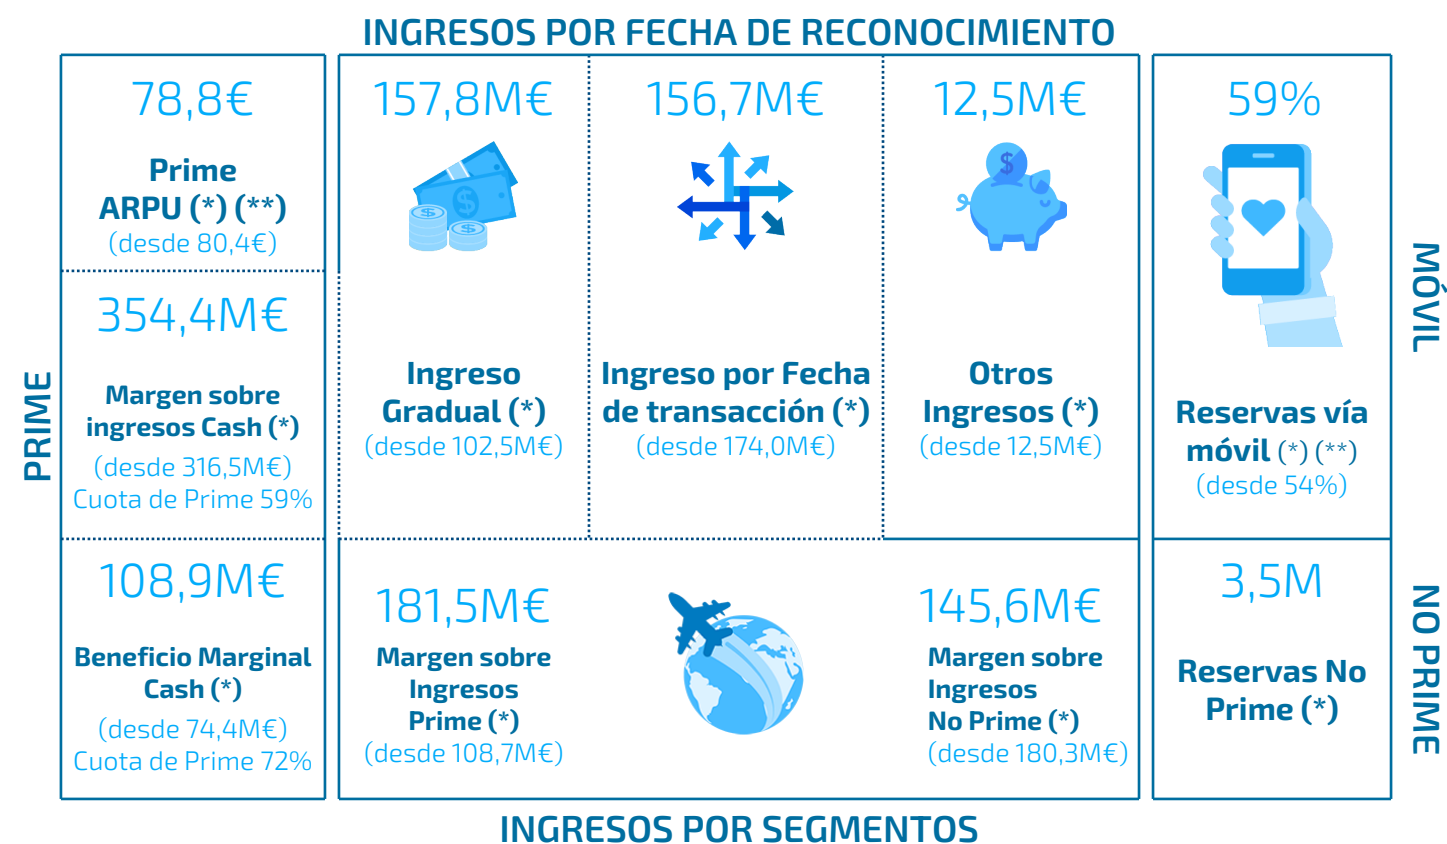 INGRESOS POR FECHA DE RECONOCIMIENTO
PRIME
78,8€
Prime
ARPU (*) (**)
(desde 80,4€)
354,4M€
Margen sobre
ingresos Cash (*)
(desde 316,5M€)
Cuota de Prime 59%
108,9M€
Beneficio Marginal
Cash (*)
(desde 74,4M€)
Cuota de Prime 72%
157,8M€
Ingreso
Gradual (*)
(desde 102,5M€)
156,7M€
Ingreso por Fecha
de transacción (*)
(desde 174,0M€)
12,5M€
Otros
Ingresos (*)
(desde 12,5M€)
181,5M€
Margen sobre
Ingresos
Prime (*)
(desde 108,7M€)
145,6M€
Margen sobre
Ingresos
No Prime (*)
(desde 180,3M€)
59%
Reservas vía
móvil (*) (**)
(desde 54%)
MÓVIL
3,5M
Reservas No
Prime (*)
NO PRIME
INGRESOS POR SEGMENTOS